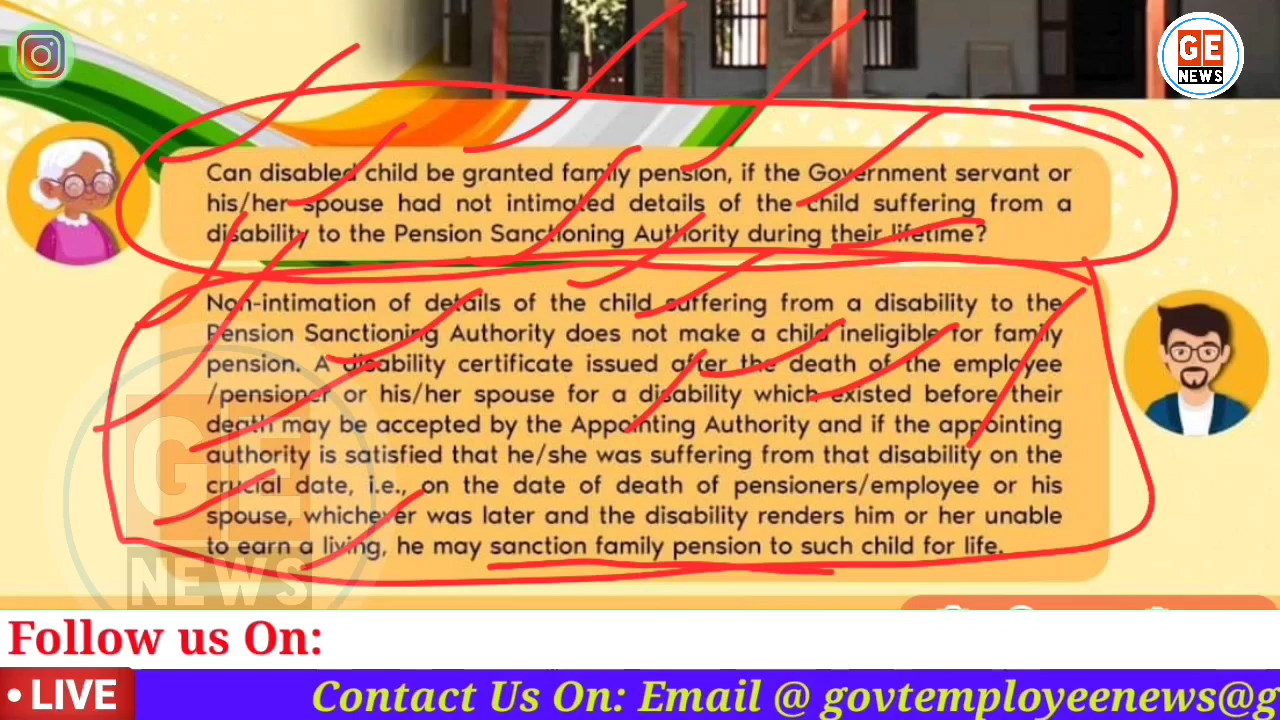 GE
NEWS
Can disabled child be granted family pension, if the Government servant or
his/her spouse had not intimated details of the child suffering from a
disability to the Pension Sanctioning Authority during their lifetime?
Non-intimation of details of the child suffering from a disability to the
Pension Sanctioning Authority does not make a child ineligible for family
pension. A disability certificate issued after the death of the employee
/pensioner or his/her spouse for a disability which existed before their
death may be accepted by the Appointing Authority and if the appointing
authority is satisfied that he/she was suffering from that disability on the
crucial date, i.e., on the date of death of pensioners/employee or his
spouse, whichever was later and the disability renders him or her unable
to earn a living, he may sanction family pension to such child for life.
GE
NEWS
Follow us On:
• LIVE
Contact Us On: Email @ govtemployeenews@g